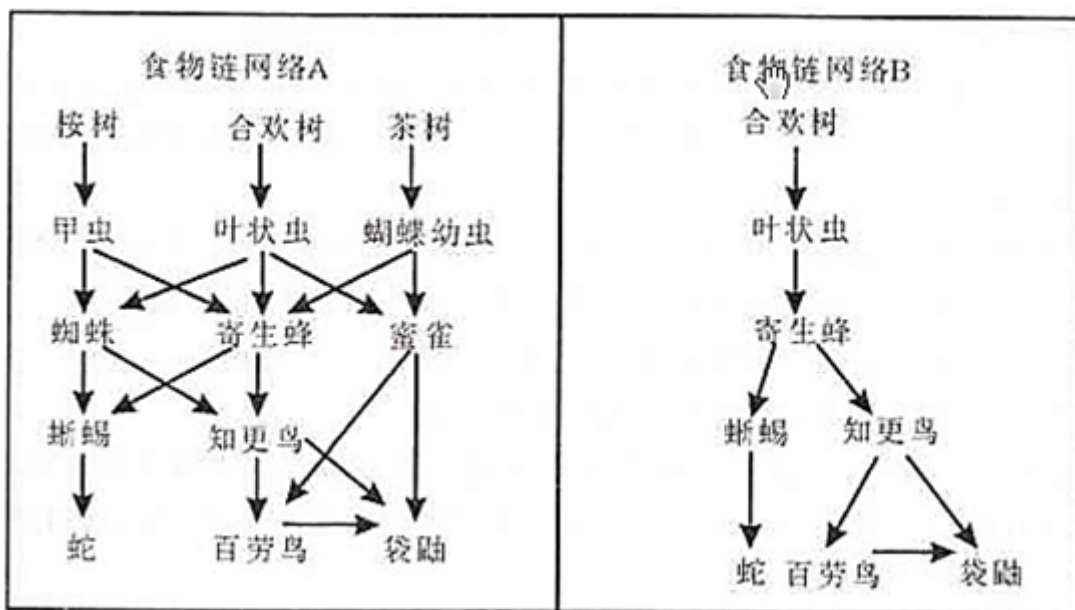 食物链网络A
桉树 合欢树 茶树
甲虫 叶状虫 蝴蝶幼虫
蜘蛛 寄生蜂 蜜雀
蜥蜴 知更鸟
蛇 百劳鸟 袋鼬
食物链网络B
合欢树
叶状虫
寄生蜂
蜥蜴 知更鸟
蛇 百劳鸟 袋鼬